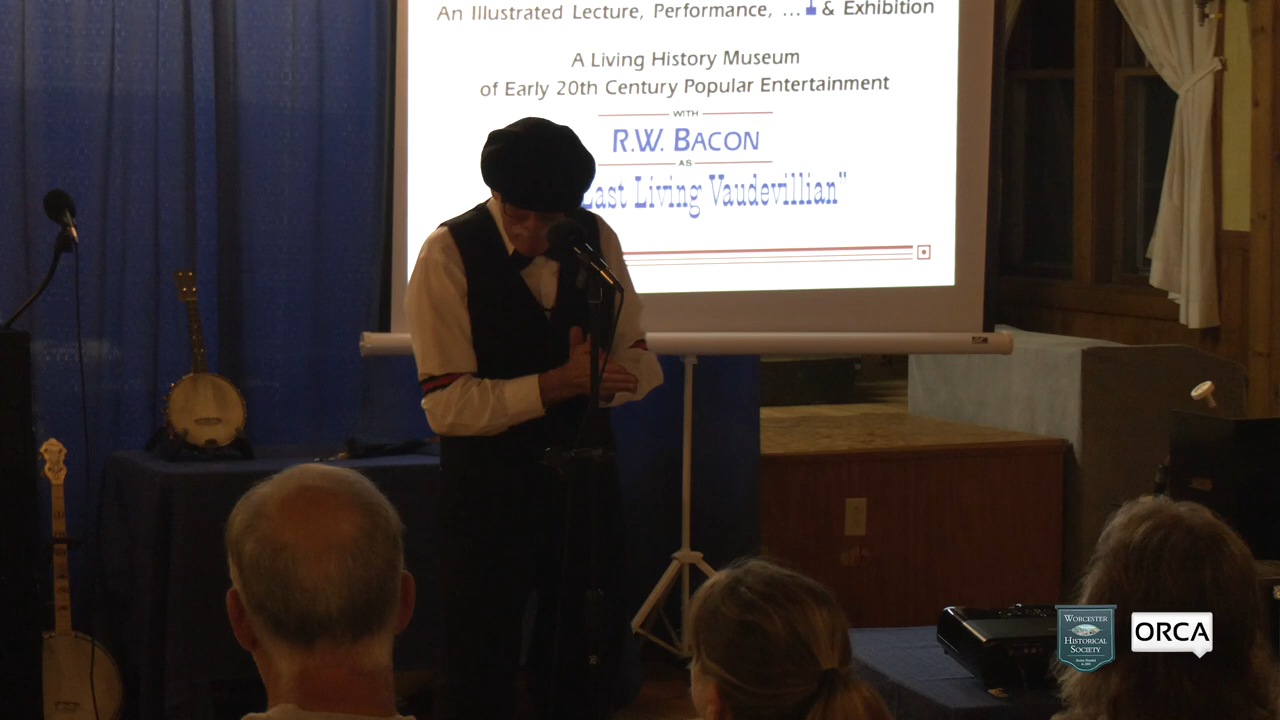 An Illustrated Lecture, Performance, ... & Exhibition
A Living History Museum
of Early 20th Century Popular Entertainment
WITH
R.W. BACON
AS
Last Living Vaudevillian"
WORCESTER
HISTORICAL
SOCIETY
ORCA